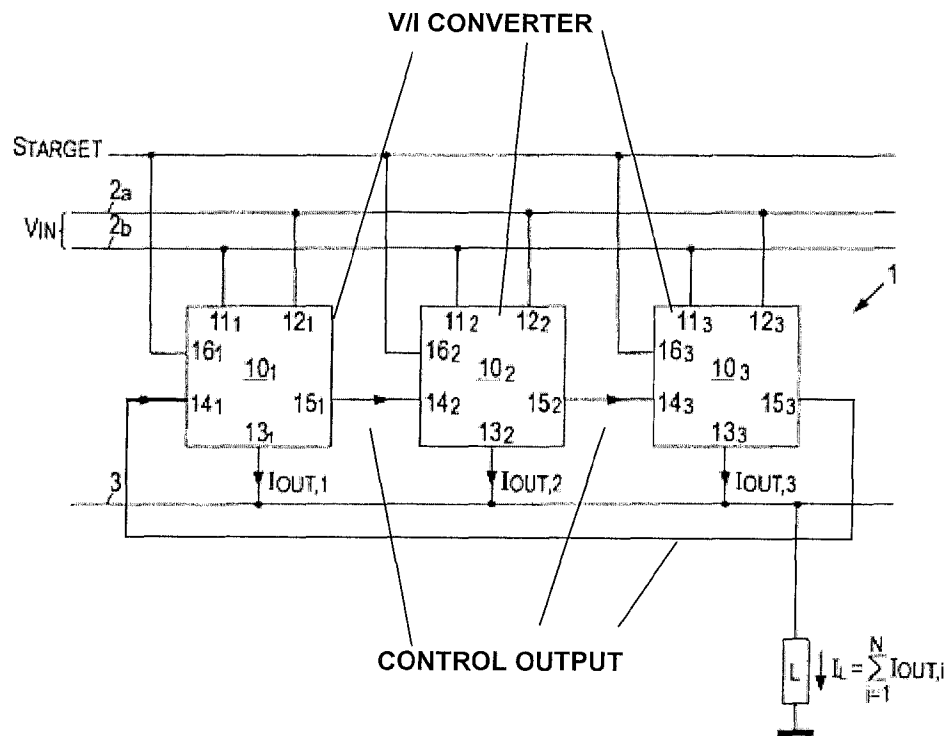 V/I CONVERTER
STARGET
2a
VIN
2b
1
11₁ 12₁ 11₂ 12₂ 11₃ 12₃
16₁ 16₂ 16₃
10₁ 10₂ 10₃
14₁ 15₁ 14₂ 15₂ 14₃ 15₃
13₁ 13₂ 13₃
3 IOUT,1 IOUT,2 IOUT,3
CONTROL OUTPUT
L IL = N∑i=1 IOUT,i